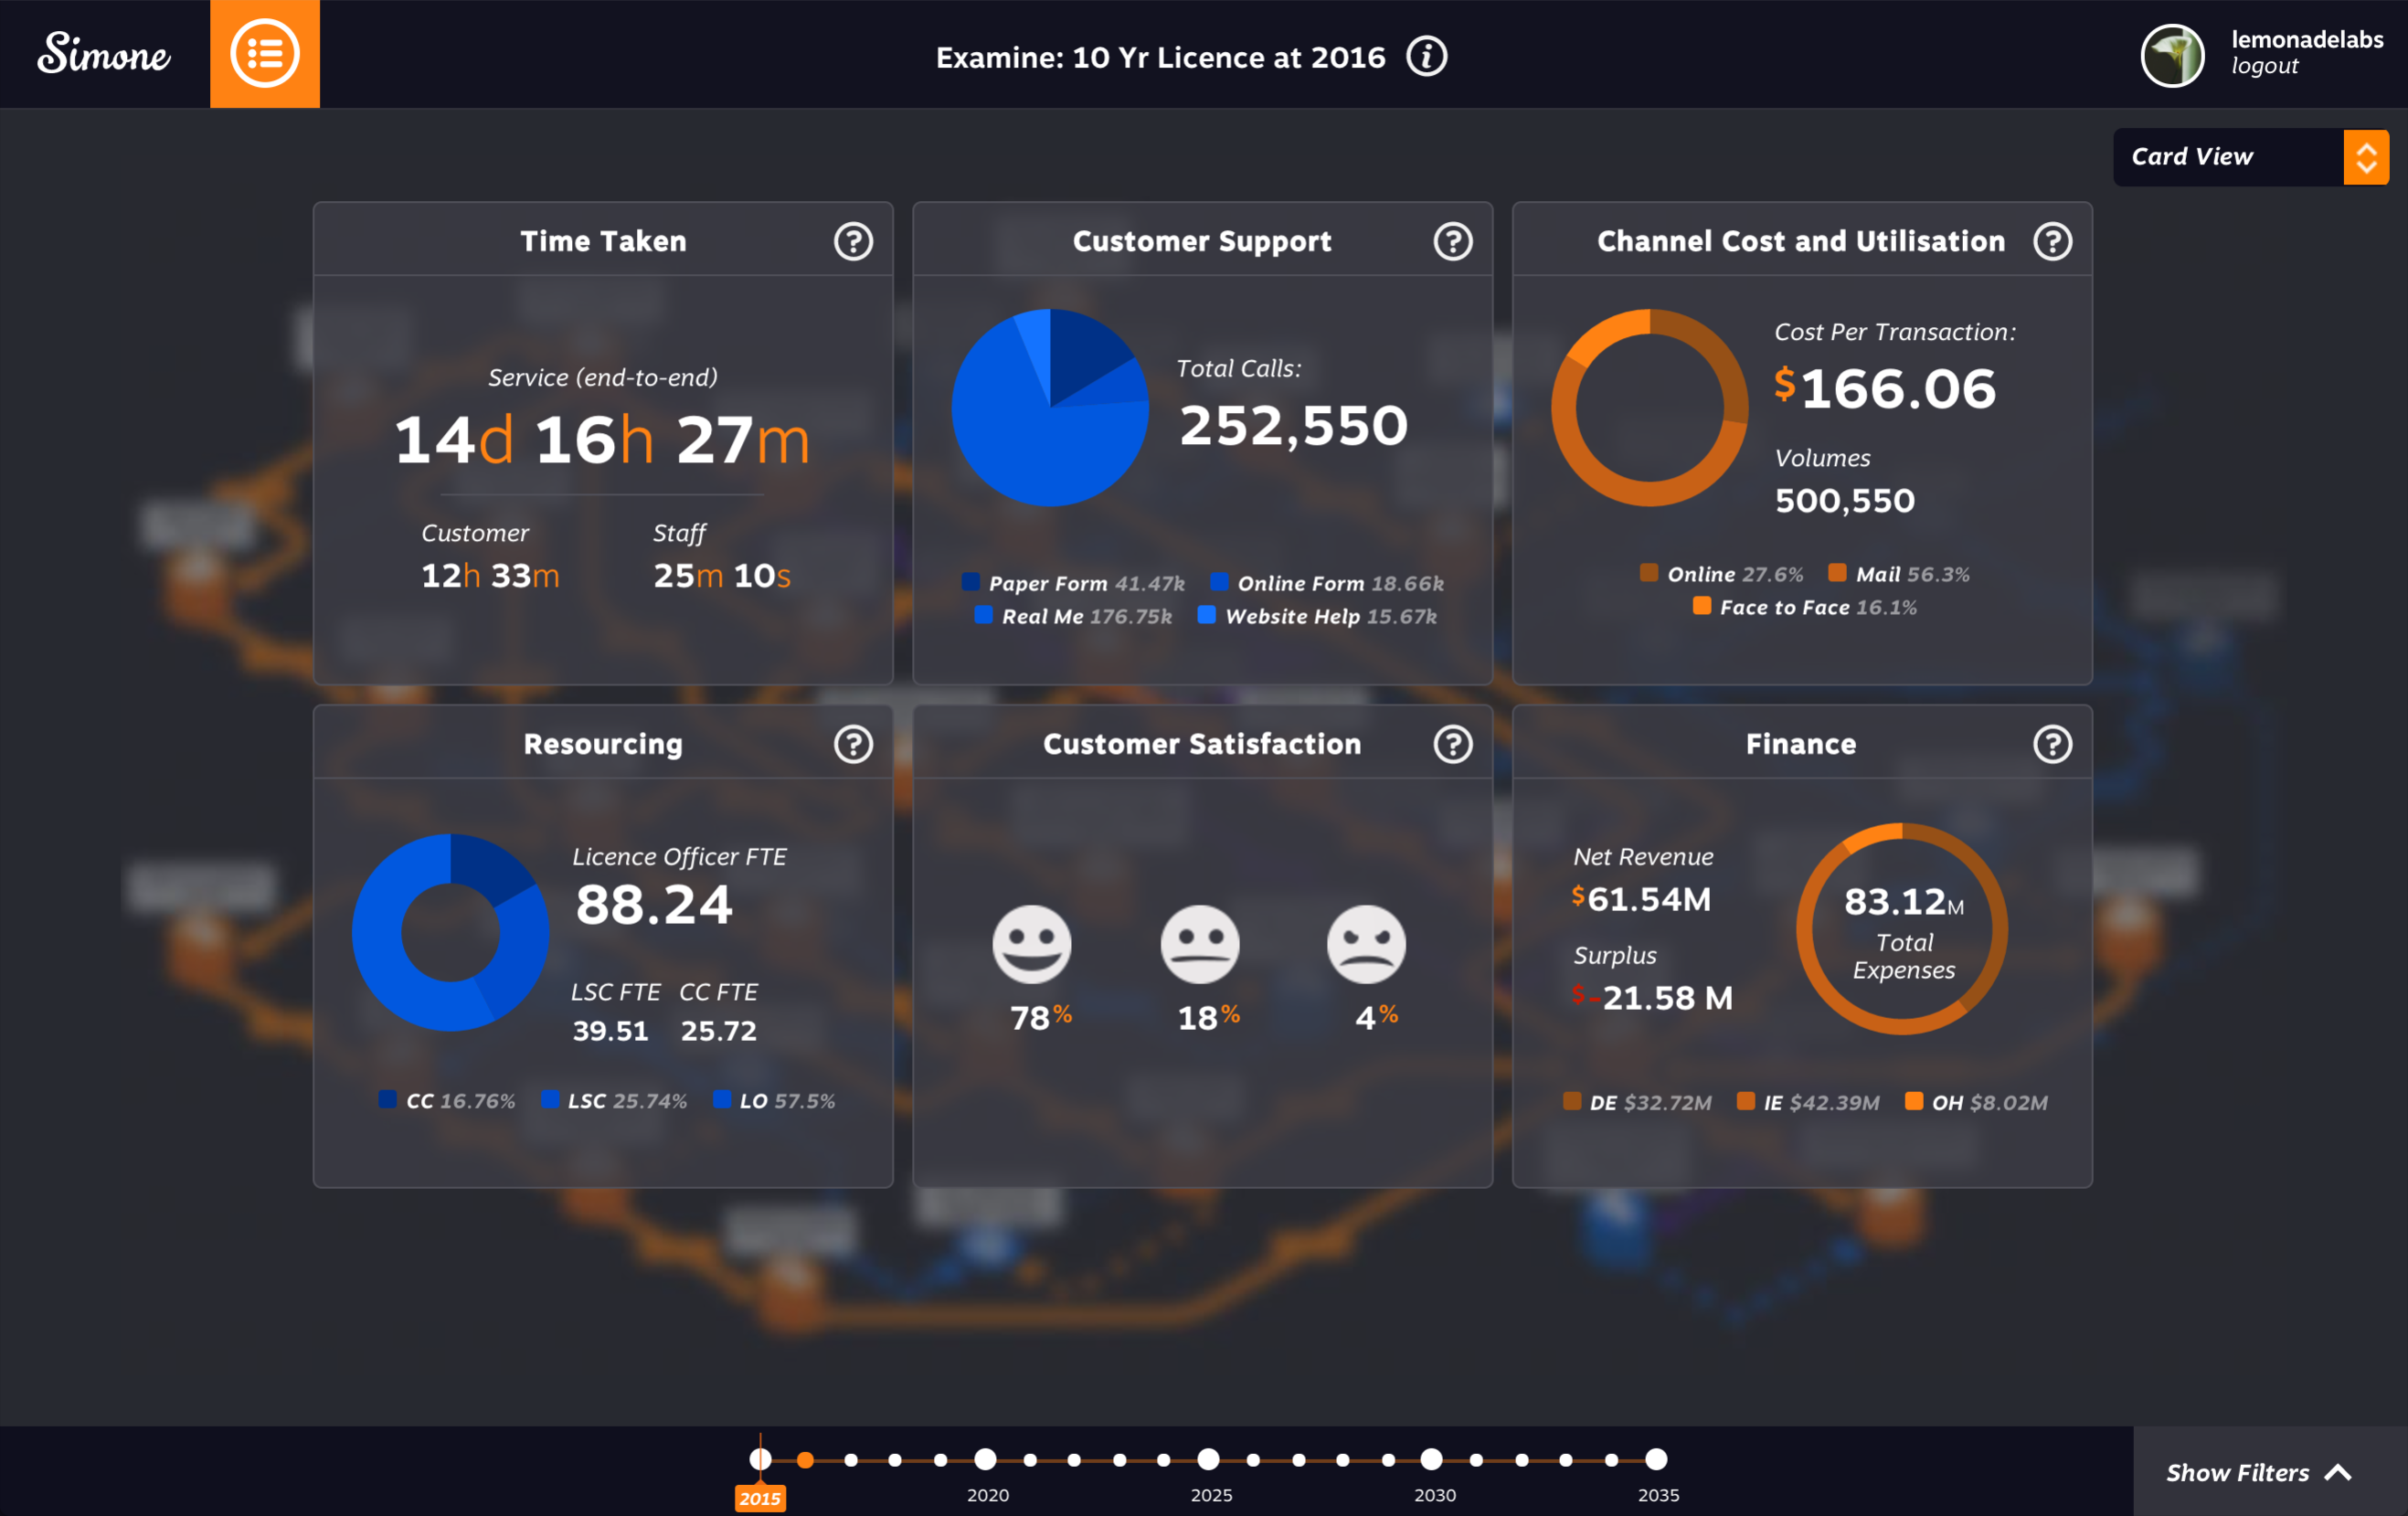 Simone
Examine: 10 Yr Licence at 2016 i
lemonadelabs
logout
Card View
Time Taken ?
Service (end-to-end)
14d 16h 27m
Customer Staff
12h 33m 25m 10s
Customer Support ?
Total Calls:
252,550
Paper Form 41.47k Online Form 18.66k
Real Me 176.75k Website Help 15.67k
Channel Cost and Utilisation ?
Cost Per Transaction:
$166.06
Volumes
500,550
Online 27.6% Mail 56.3%
Face to Face 16.1%
Resourcing ?
Licence Officer FTE
88.24
LSC FTE CC FTE
39.51 25.72
CC 16.76% LSC 25.74% LO 57.5%
Customer Satisfaction ?
78% 18% 4%
Finance ?
Net Revenue
$61.54M
Surplus
$-21.58 M
83.12M
Total
Expenses
DE $32.72M IE $42.39M OH $8.02M
2015 2020 2025 2030 2035
Show Filters